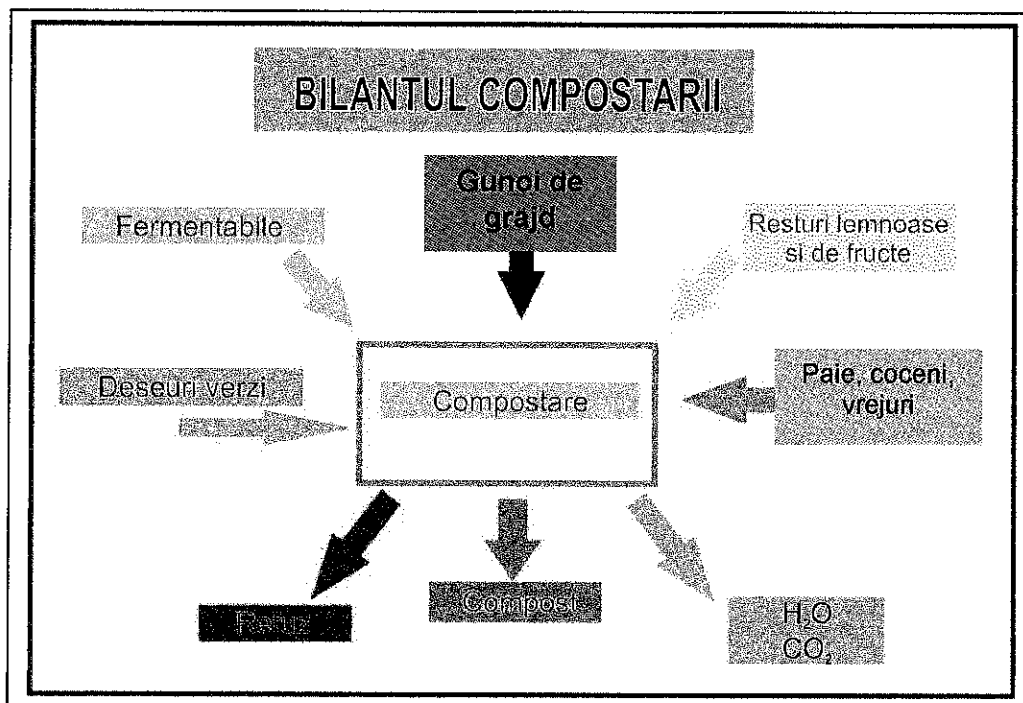 BILANTUL COMPOSTARII
Gunoi de
grajd
Fermentabile
Resturi lemnoase
si de fructe
Deseuri verzi
Compostare
Paie, coceni,
vrejuri
Compost
H₂O
CO₂